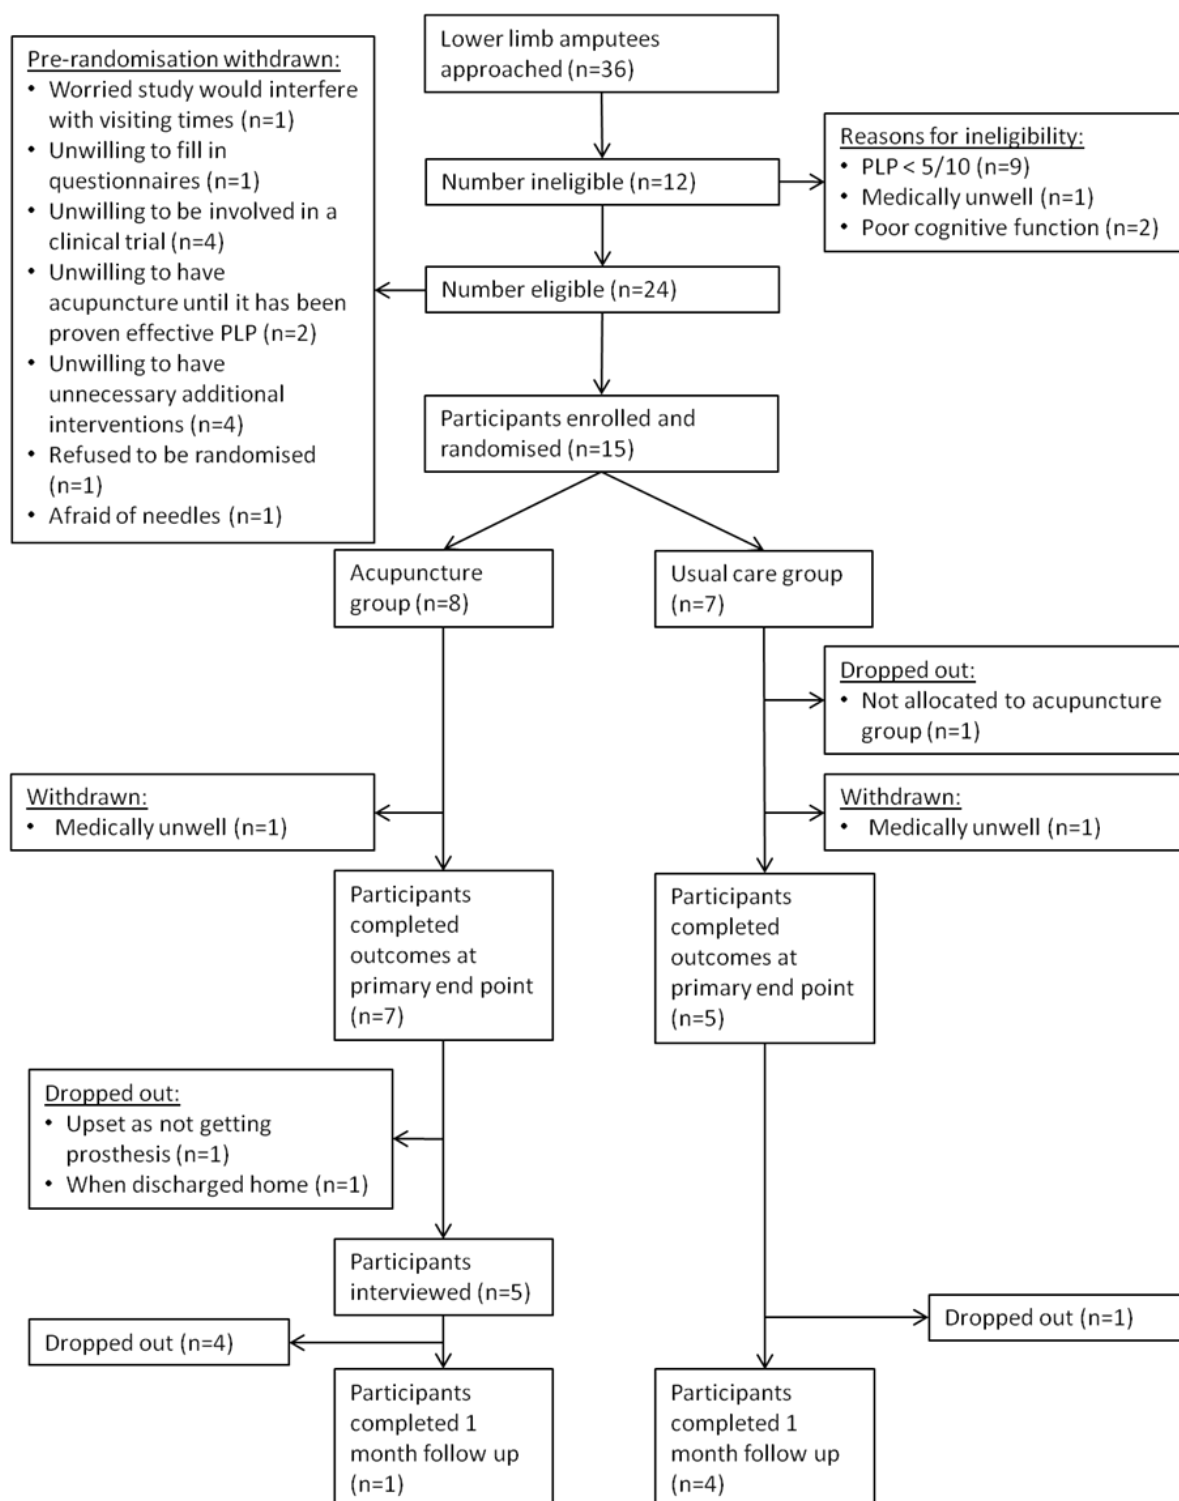 Lower limb amputees
approached (n=36)
Pre-randomisation withdrawn:
• Worried study would interfere
with visiting times (n=1)
• Unwilling to fill in
questionnaires (n=1)
• Unwilling to be involved in a
clinical trial (n=4)
• Unwilling to have
acupuncture until it has been
proven effective PLP (n=2)
• Unwilling to have
unnecessary additional
interventions (n=4)
• Refused to be randomised
(n=1)
• Afraid of needles (n=1)
Number ineligible (n=12)
Reasons for ineligibility:
• PLP < 5/10 (n=9)
• Medically unwell (n=1)
• Poor cognitive function (n=2)
Number eligible (n=24)
Participants enrolled and
randomised (n=15)
Acupuncture
group (n=8)
Usual care group
(n=7)
Dropped out:
• Not allocated to acupuncture
group (n=1)
Withdrawn:
• Medically unwell (n=1)
Withdrawn:
• Medically unwell (n=1)
Participants
completed
outcomes at
primary end point
(n=7)
Participants
completed
outcomes at
primary end point
(n=5)
Dropped out:
• Upset as not getting
prosthesis (n=1)
• When discharged home (n=1)
Participants
interviewed (n=5)
Dropped out (n=4)
Dropped out (n=1)
Participants
completed 1
month follow up
(n=1)
Participants
completed 1
month follow up
(n=4)